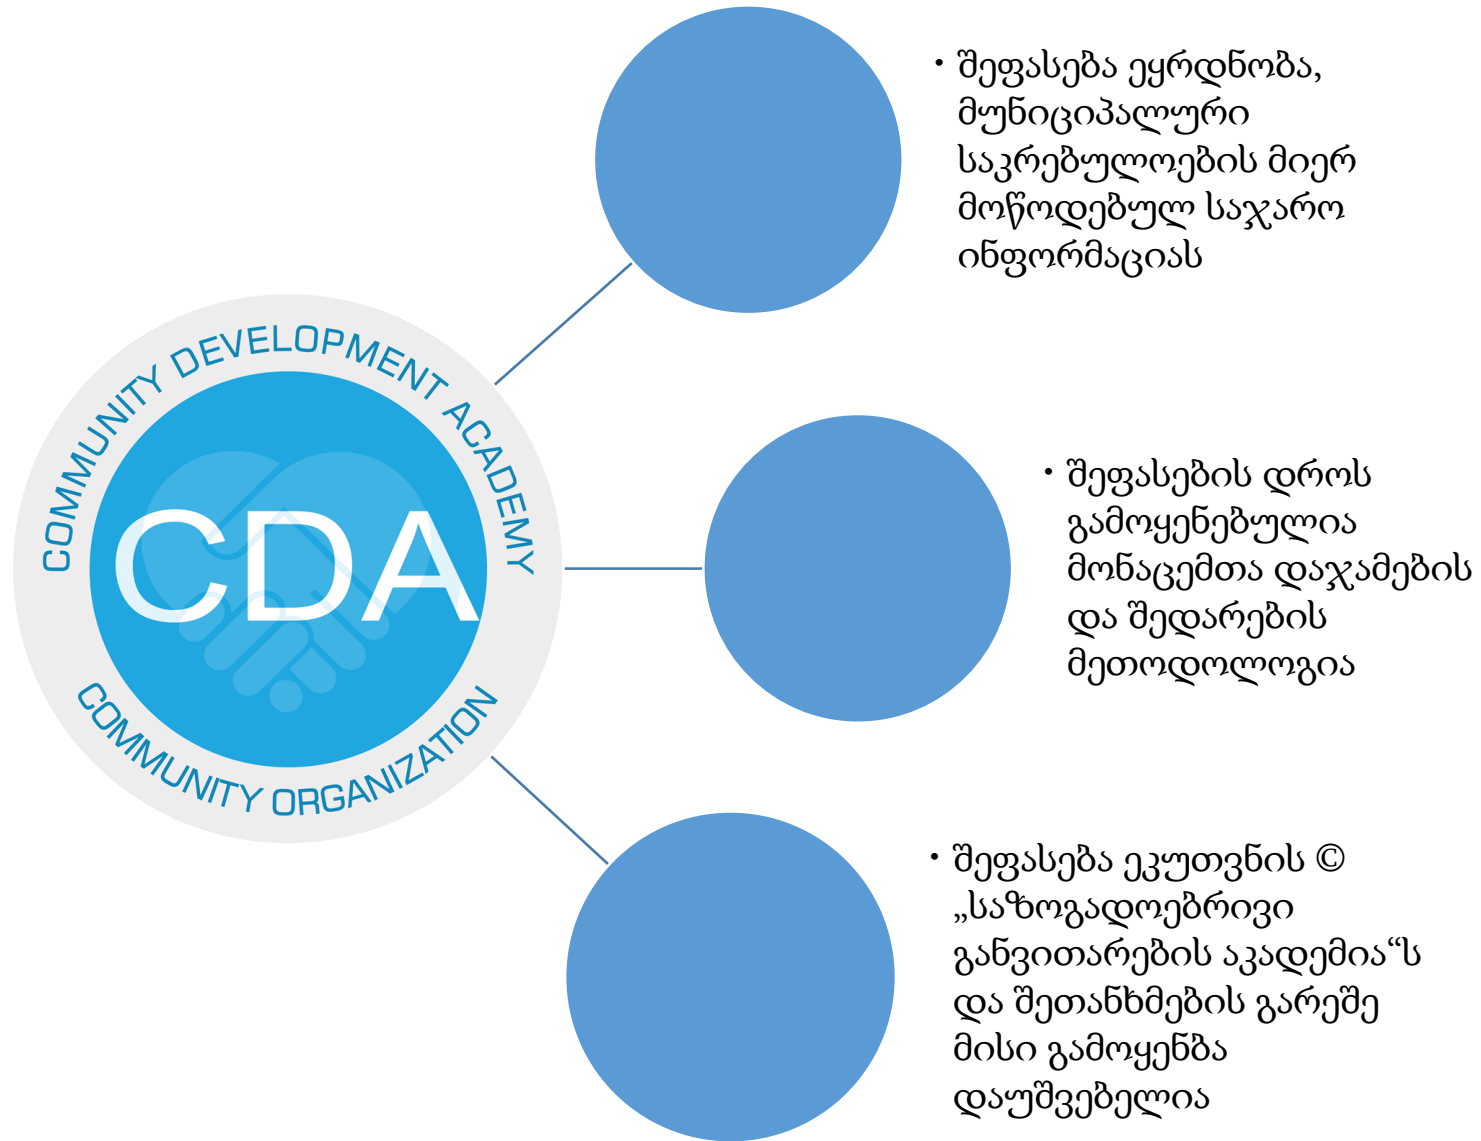 COMMUNITY DEVELOPMENT ACADEMY
CDA
COMMUNITY ORGANIZATION
• შეფასება ეყრდნობა,
მუნიციპალური
საკრებულოების მიერ
მოწოდებულ საჯარო
ინფორმაციას
• შეფასების დროს
გამოყენებულია
მონაცემთა დაჯამების
და შედარების
მეთოდოლოგია
• შეფასება ეკუთვნის ©
„საზოგადოებრივი
განვითარების აკადემია“ს
და შეთანხმების გარეშე
მისი გამოყენბა
დაუშვებელია